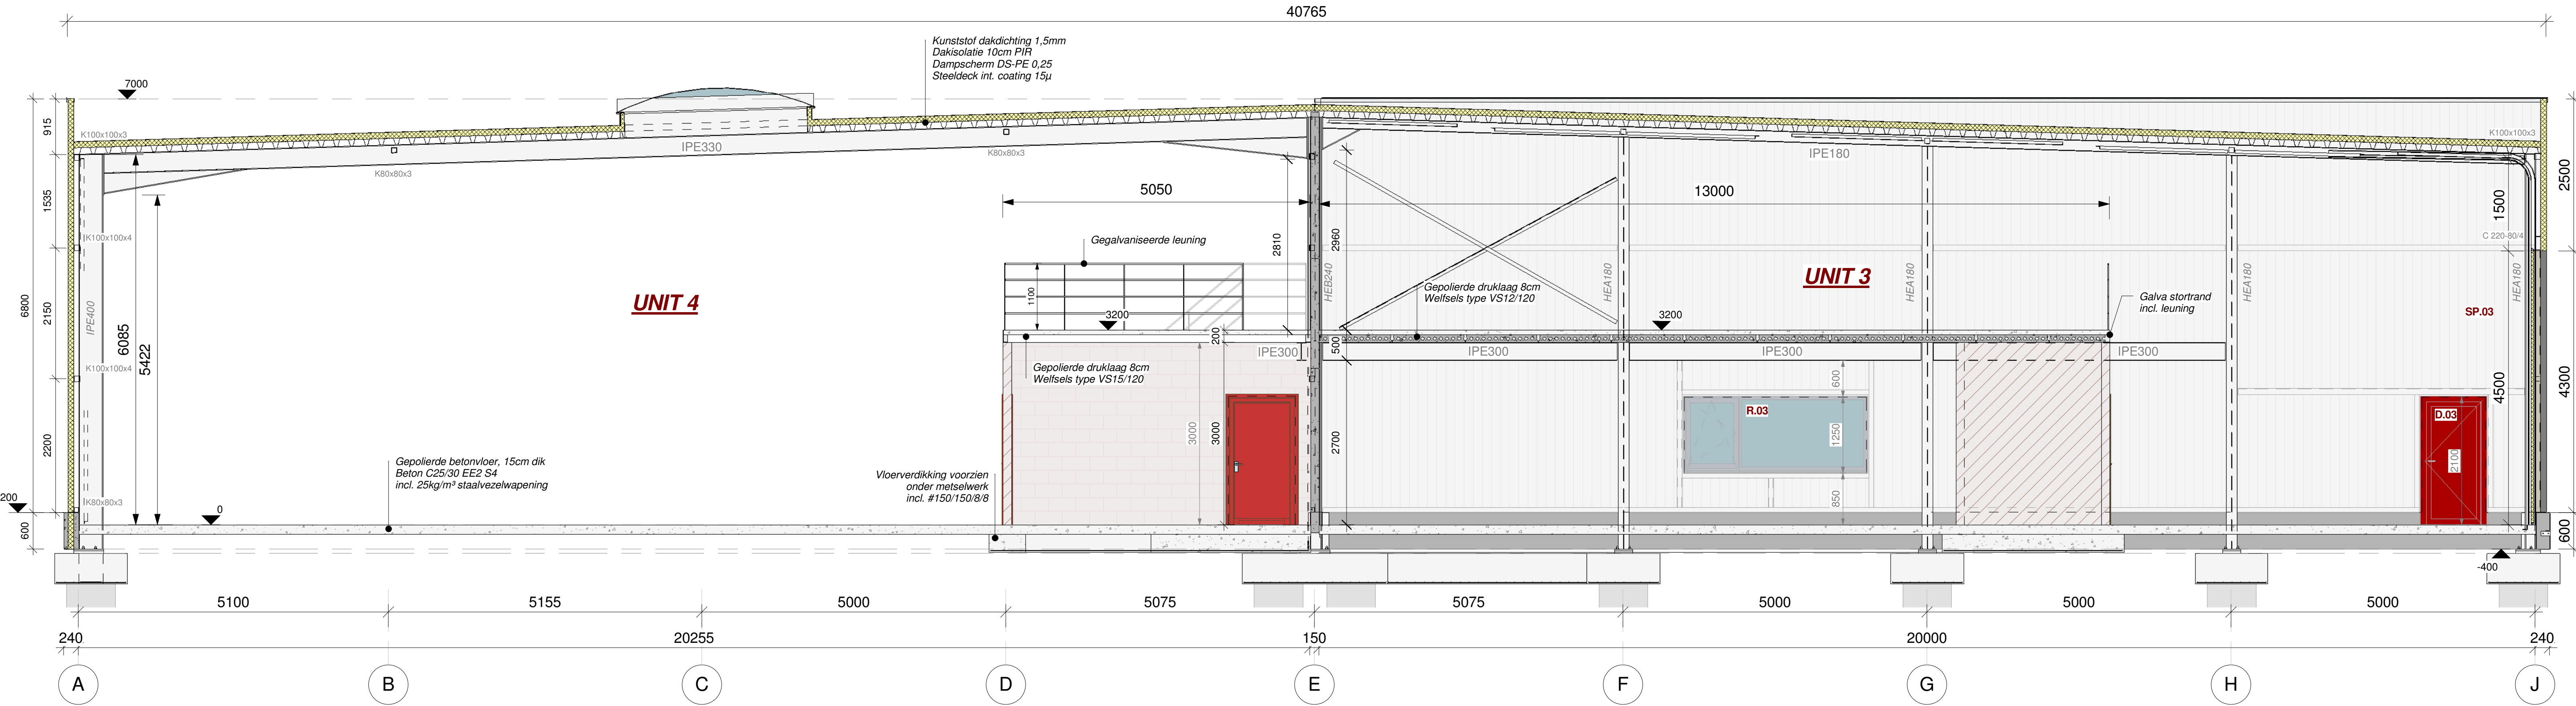 40765
Kunststof dakdichting 1,5mm
Dakisolatie 10cm PIR
Dampscherm DS-PE 0,25
Steeldeck int. coating 15µ
7000
915
K100x100x3
K100x100x3
IPE330
K80x80x3
K80x80x3
IPE180
2500
1535
5050
13000
1500
K100x100x4
Gegalvaniseerde leuning
2810
2960
C 220-80/4
6800
2150
IPE400
6085
5422
UNIT 4
1100
HEB240
HEA180
HEA180
HEA180
HEA180
UNIT 3
Gepolierde druklaag 8cm
Welfsels type VS12/120
Galva stortrand
incl. leuning
SP.03
3200
3200
200
500
IPE300
IPE300
IPE300
IPE300
K100x100x4
Gepolierde druklaag 8cm
Welfsels type VS15/120
600
4500
4300
R.03
D.03
2200
3000
3000
2700
1250
2100
Gepolierde betonvloer, 15cm dik
Beton C25/30 EE2 S4
incl. 25kg/m³ staalvezelwapening
Vloerverdikking voorzien
onder metselwerk
incl. #150/150/8/8
K80x80x3
850
200
0
600
600
-400
5100
5155
5000
5075
5075
5000
5000
5000
240
20255
150
20000
240
A
B
C
D
E
F
G
H
J